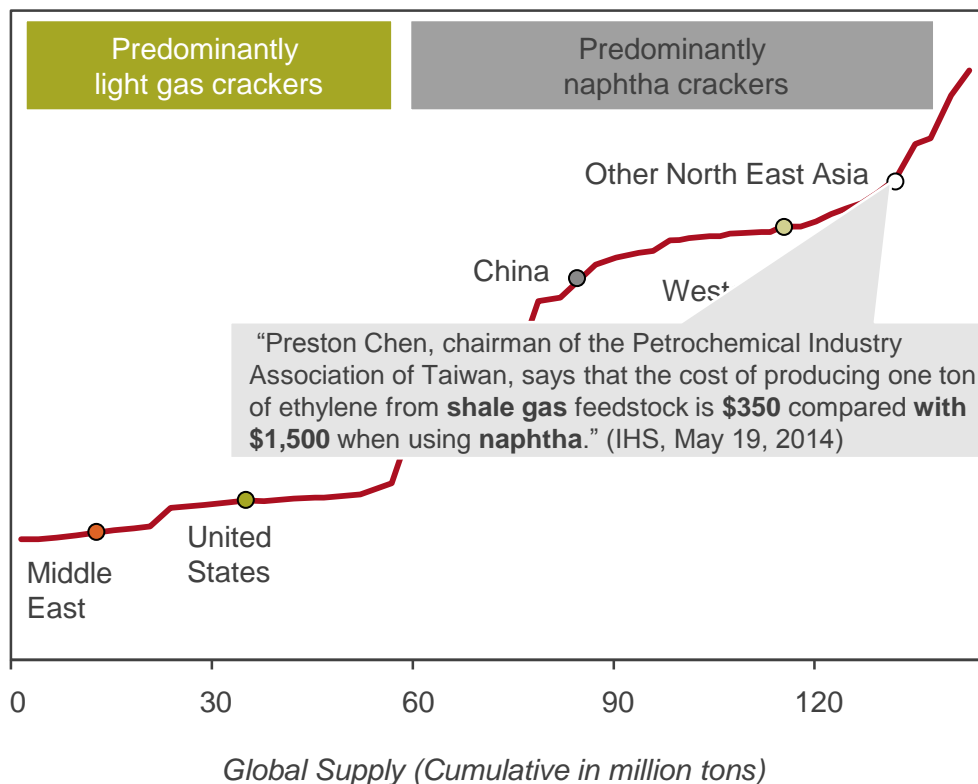 Predominantly
light gas crackers
Predominantly
naphtha crackers
Other North East Asia
China
West
“Preston Chen, chairman of the Petrochemical Industry
Association of Taiwan, says that the cost of producing one ton
of ethylene from shale gas feedstock is $350 compared with
$1,500 when using naphtha.” (IHS, May 19, 2014)
United
States
Middle
East
0 30 60 90 120
Global Supply (Cumulative in million tons)